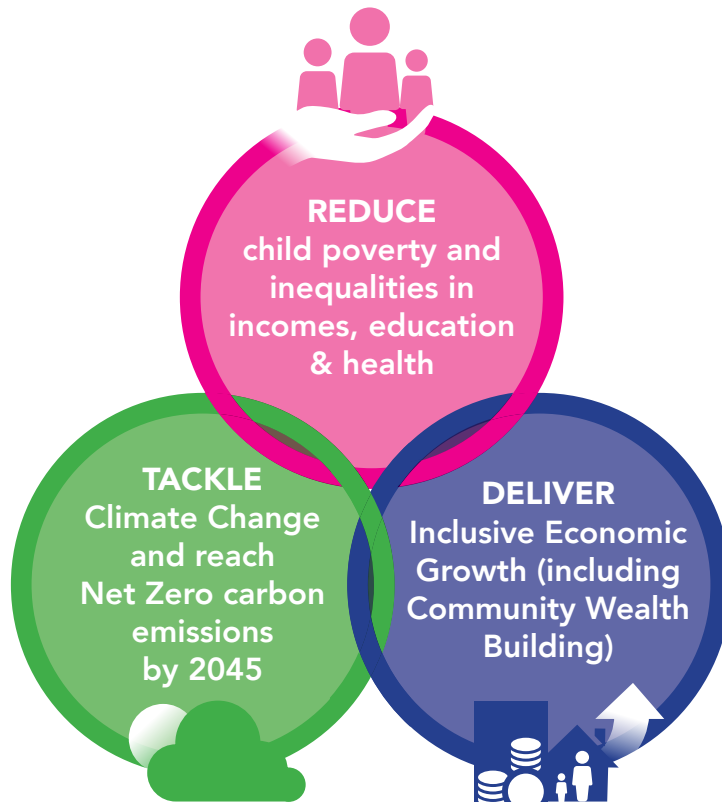 REDUCE
child poverty and
inequalities in
incomes, education
& health
TACKLE
Climate Change
and reach
Net Zero carbon
emissions
by 2045
DELIVER
Inclusive Economic
Growth (including
Community Wealth
Building)